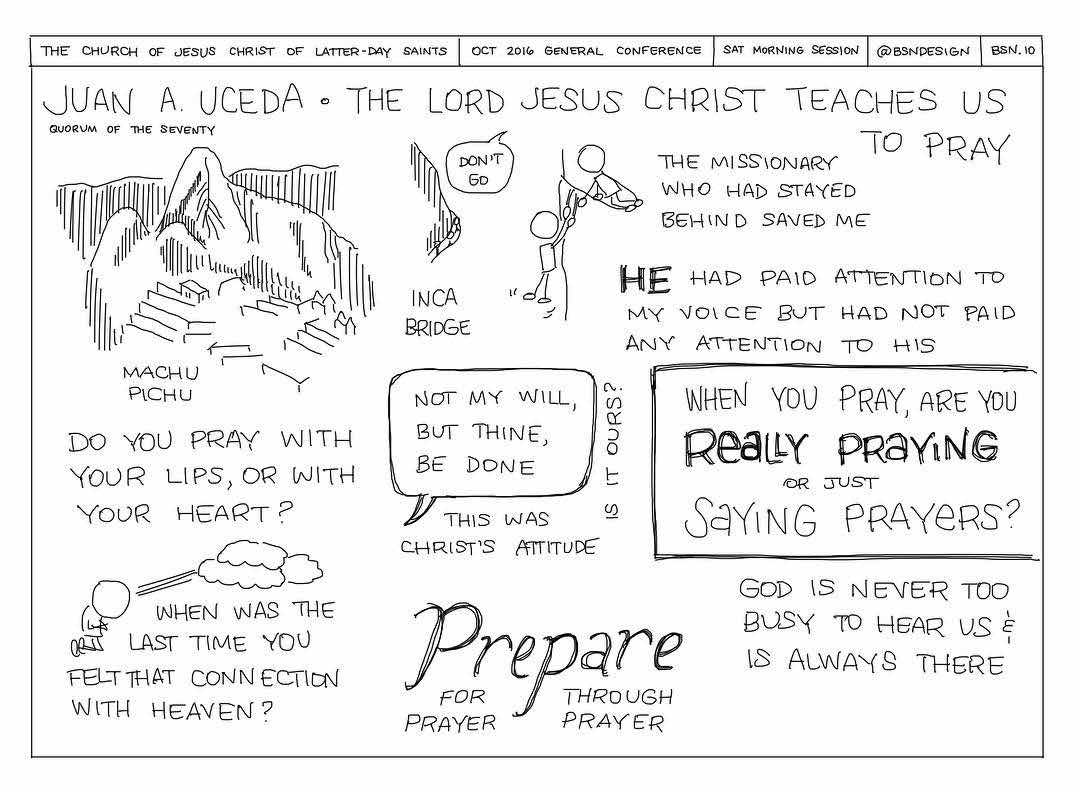 THE CHURCH OF JESUS CHRIST OF LATTER-DAY SAINTS
OCT 2016 GENERAL CONFERENCE
SAT MORNING SESSION
@BSNDESIGN
BSN.10
JUAN A. UCEDA • THE LORD JESUS CHRIST TEACHES US
TO PRAY
QUORUM OF THE SEVENTY
MACHU
PICHU
DON'T
GO
INCA
BRIDGE
THE MISSIONARY
WHO HAD STAYED
BEHIND SAVED ME
HE HAD PAID ATTENTION TO
MY VOICE BUT HAD NOT PAID
ANY ATTENTION TO HIS
DO YOU PRAY WITH
YOUR LIPS, OR WITH
YOUR HEART?
NOT MY WILL,
BUT THINE,
BE DONE
IS IT OURS?
THIS WAS
CHRIST'S ATTITUDE
WHEN YOU PRAY, ARE YOU
REALLY PRAYING
OR JUST
SAYING PRAYERS?
WHEN WAS THE
LAST TIME YOU
FELT THAT CONNECTION
WITH HEAVEN?
Prepare
FOR
PRAYER
THROUGH
PRAYER
GOD IS NEVER TOO
BUSY TO HEAR US &
IS ALWAYS THERE